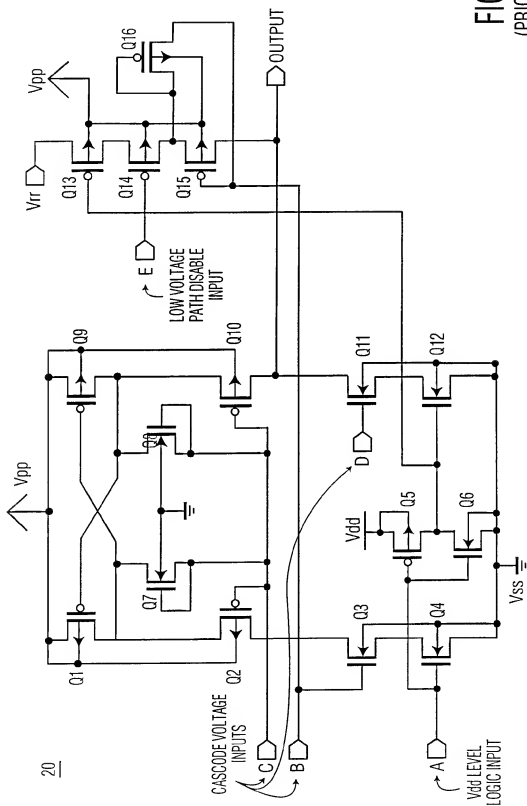 FIG
(PRIOR
20
Vpp
Vpp
Vrr
Q1
Q9
Q13
Q16
Q14
Q15
E
LOW VOLTAGE
PATH DISABLE
INPUT
Q7
Q8
Q2
Q10
OUTPUT
CASCODE VOLTAGE
INPUTS
C
B
D
Q3
Q11
Vdd
Q5
Q4
Q6
Q12
A
Vdd LEVEL
LOGIC INPUT
Vss